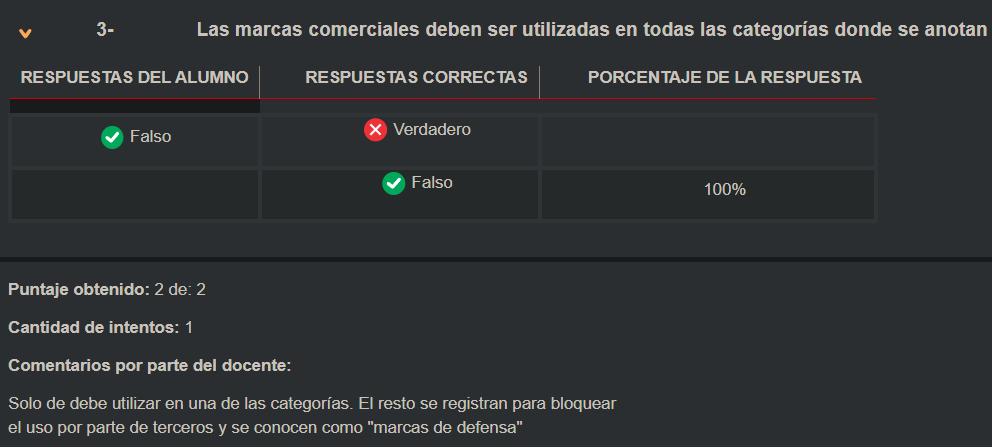 3- Las marcas comerciales deben ser utilizadas en todas las categorías donde se anotan
RESPUESTAS DEL ALUMNO RESPUESTAS CORRECTAS PORCENTAJE DE LA RESPUESTA
Falso Verdadero
Falso 100%
Puntaje obtenido: 2 de: 2
Cantidad de intentos: 1
Comentarios por parte del docente:
Solo de debe utilizar en una de las categorías. El resto se registran para bloquear
el uso por parte de terceros y se conocen como "marcas de defensa"